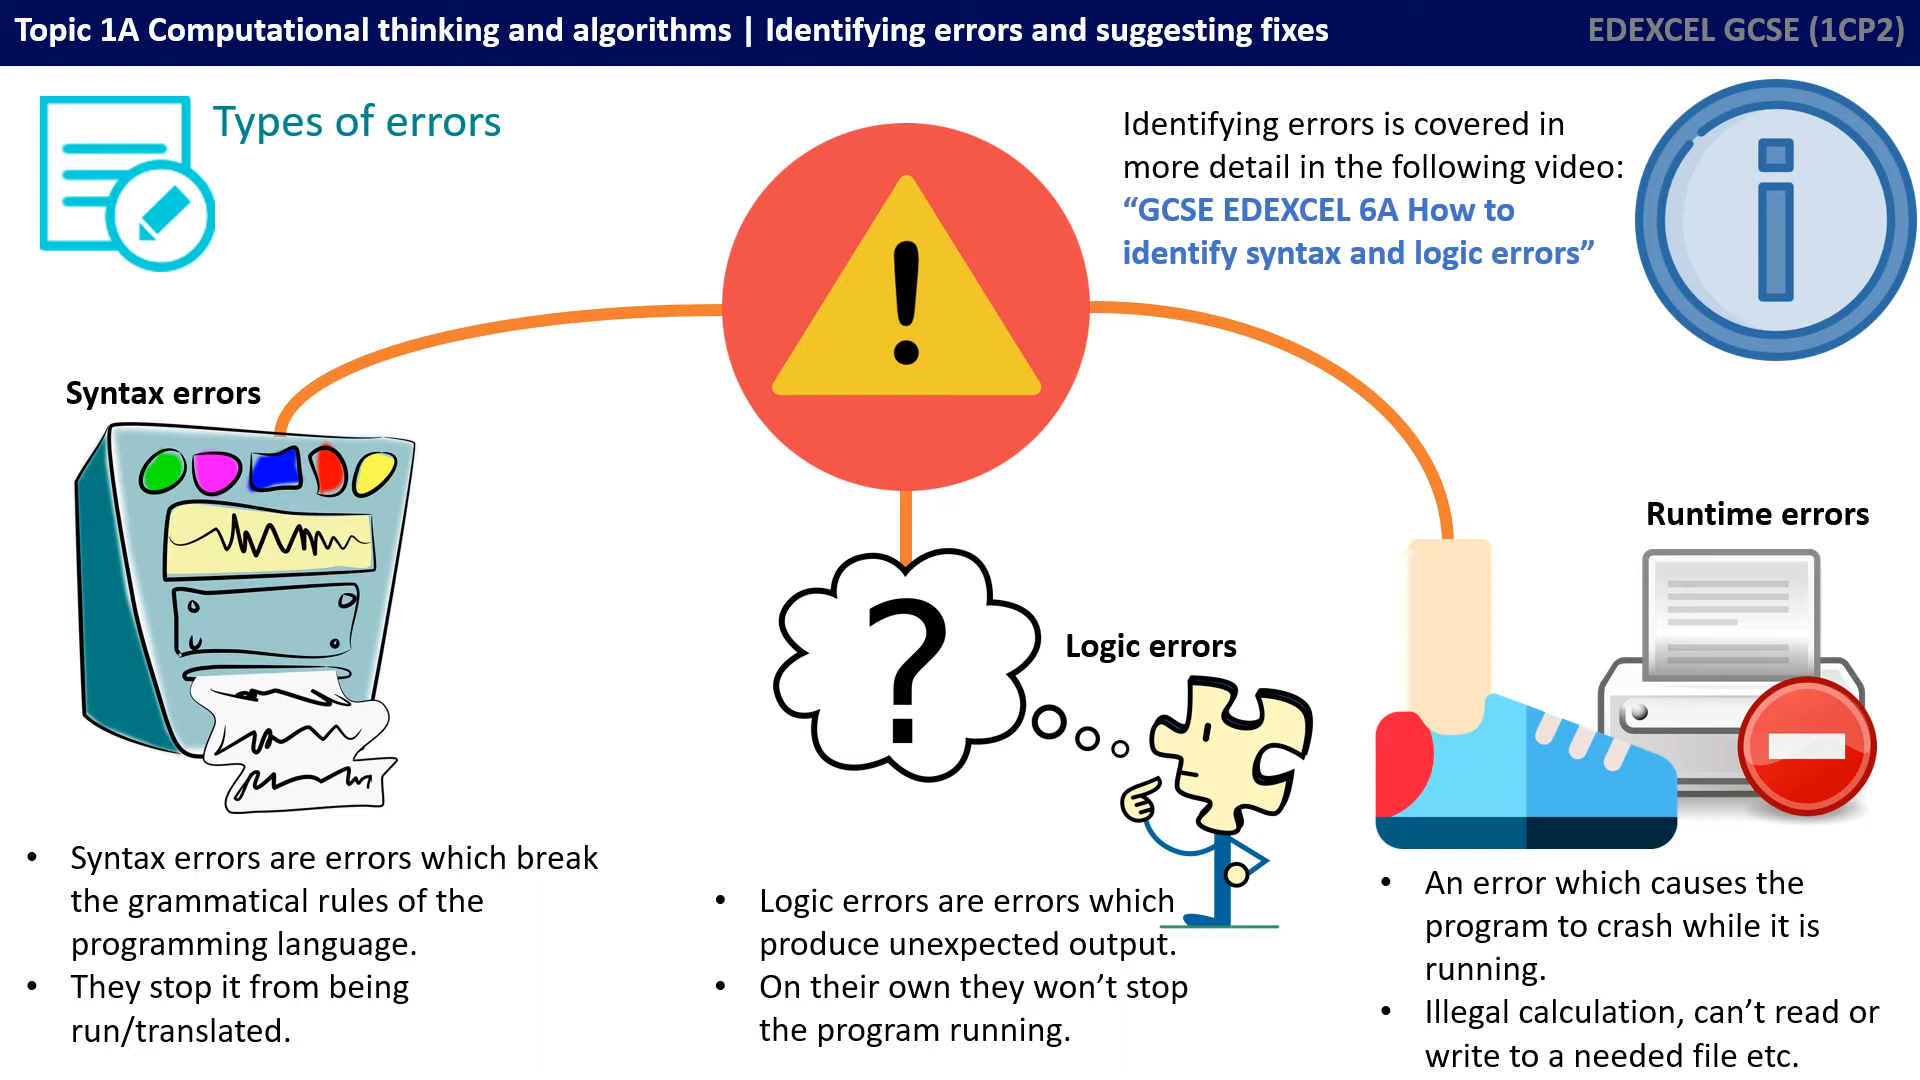 Topic 1A Computational thinking and algorithms | Identifying errors and suggesting fixes
EDEXCEL GCSE (1CP2)
Types of errors
Identifying errors is covered in
more detail in the following video:
“GCSE EDEXCEL 6A How to
identify syntax and logic errors”
Syntax errors
• Syntax errors are errors which break
the grammatical rules of the
programming language.
• They stop it from being
run/translated.
?
Logic errors
• Logic errors are errors which
produce unexpected output.
• On their own they won’t stop
the program running.
Runtime errors
• An error which causes the
program to crash while it is
running.
• Illegal calculation, can’t read or
write to a needed file etc.